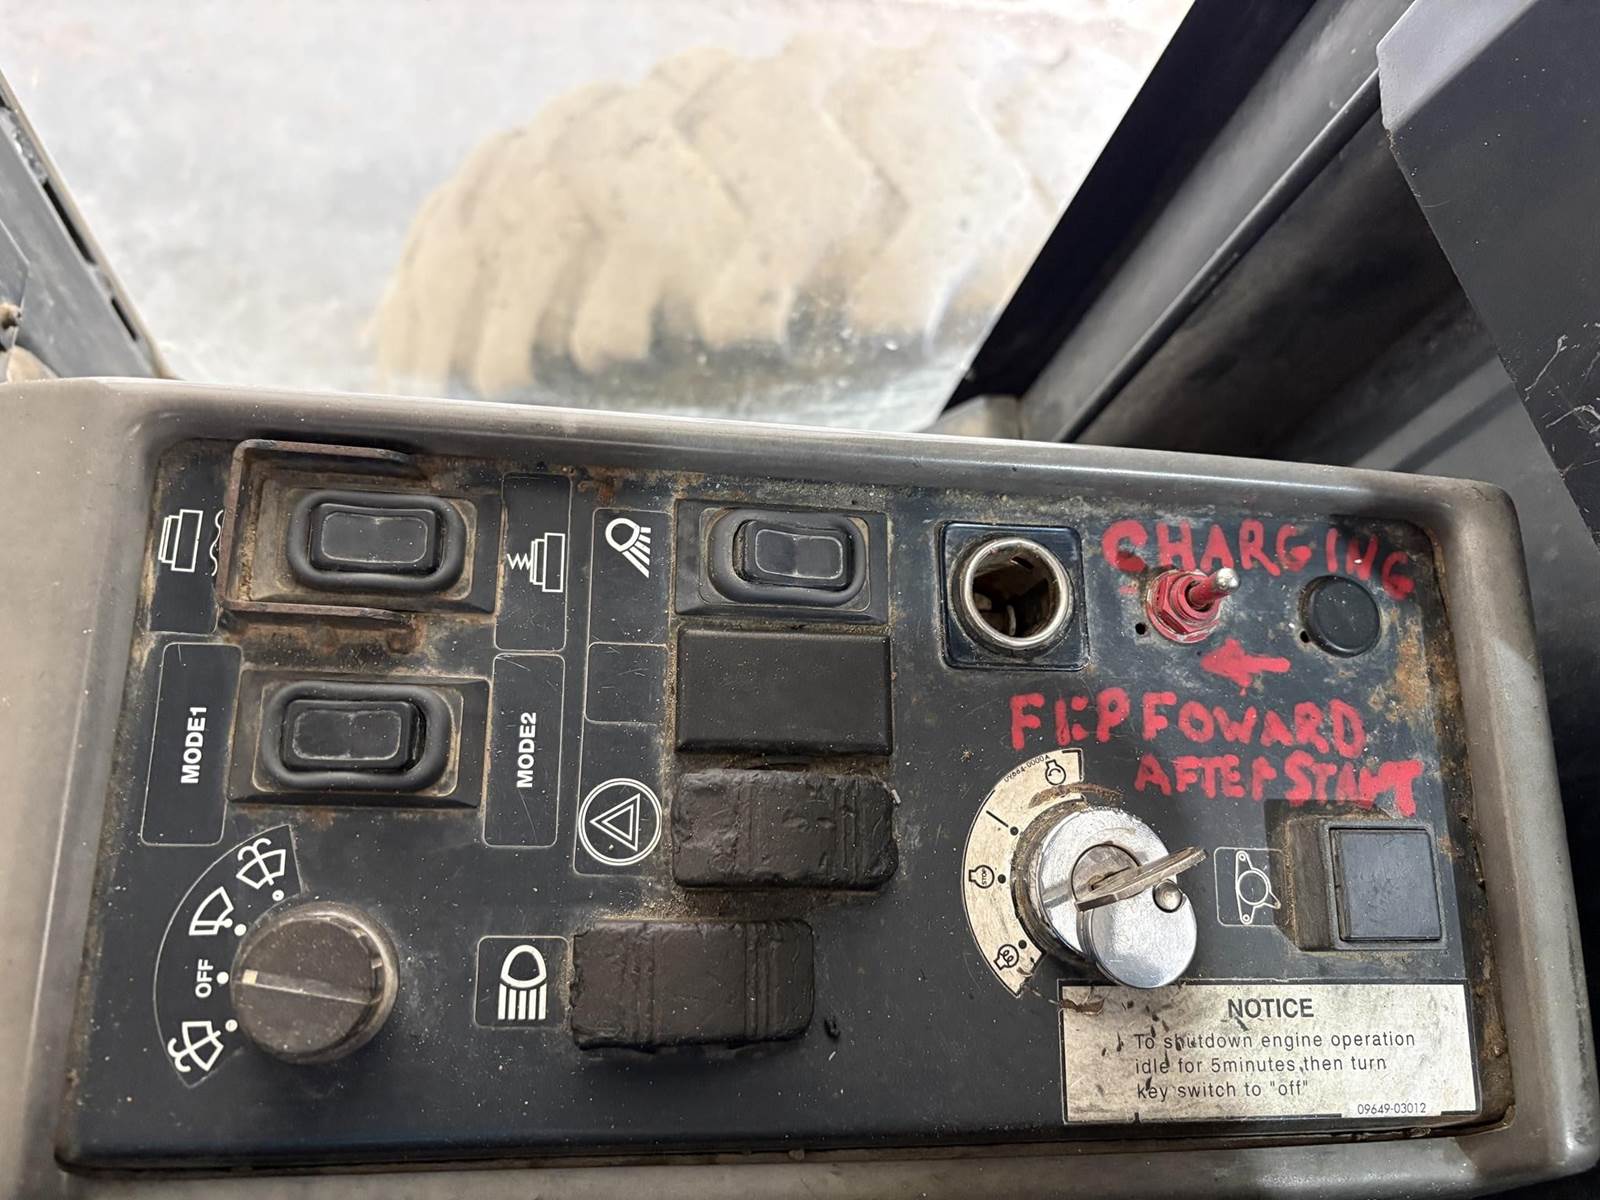 CHARGING
FLIP FOWARD
AFTER START
MODE1
MODE2
OFF
STOP
NOTICE
To shutdown engine operation
idle for 5minutes then turn
key switch to "off"
09649-03012